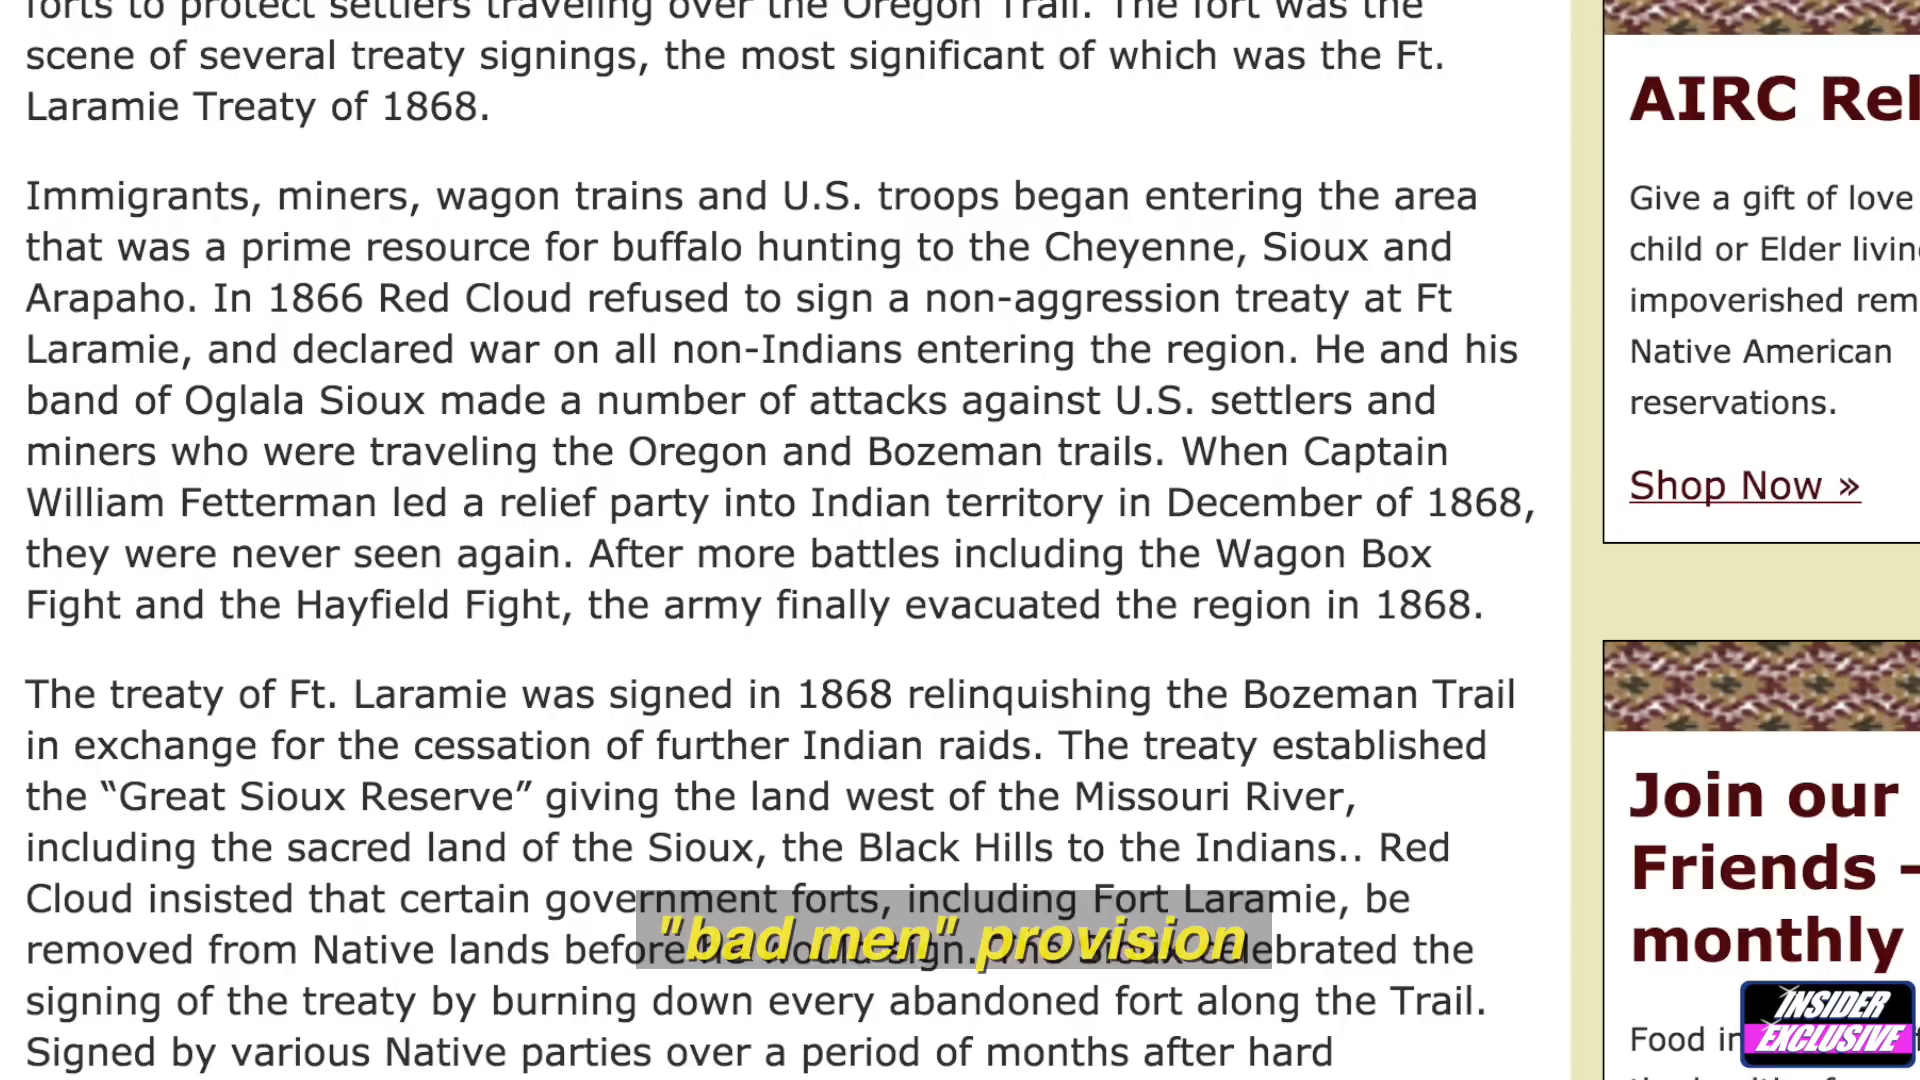 forts to protect settlers traveling over the Oregon Trail. The fort was the
scene of several treaty signings, the most significant of which was the Ft.
Laramie Treaty of 1868.
Immigrants, miners, wagon trains and U.S. troops began entering the area
that was a prime resource for buffalo hunting to the Cheyenne, Sioux and
Arapaho. In 1866 Red Cloud refused to sign a non-aggression treaty at Ft
Laramie, and declared war on all non-Indians entering the region. He and his
band of Oglala Sioux made a number of attacks against U.S. settlers and
miners who were traveling the Oregon and Bozeman trails. When Captain
William Fetterman led a relief party into Indian territory in December of 1868,
they were never seen again. After more battles including the Wagon Box
Fight and the Hayfield Fight, the army finally evacuated the region in 1868.
The treaty of Ft. Laramie was signed in 1868 relinquishing the Bozeman Trail
in exchange for the cessation of further Indian raids. The treaty established
the “Great Sioux Reserve” giving the land west of the Missouri River,
including the sacred land of the Sioux, the Black Hills to the Indians.. Red
Cloud insisted that certain government forts, including Fort Laramie, be
removed from Native lands before he would sign. The Sioux celebrated the
signing of the treaty by burning down every abandoned fort along the Trail.
Signed by various Native parties over a period of months after hard
"bad men" provision
AIRC Rel
Give a gift of love
child or Elder livin
impoverished rem
Native American
reservations.
Shop Now »
Join our
Friends -
monthly
Food in
INSIDER
EXCLUSIVE